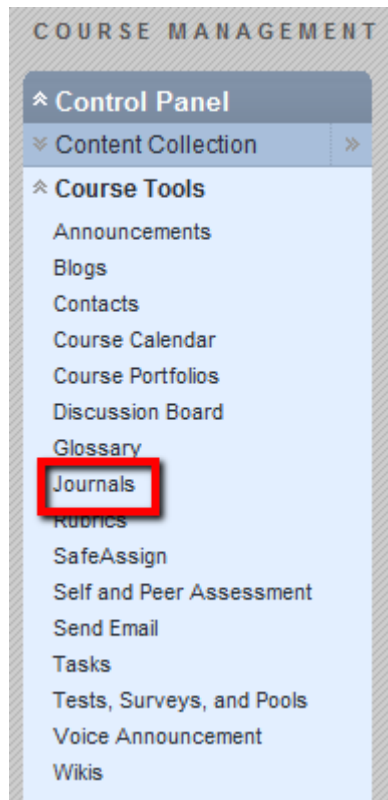 COURSE MANAGEMENT
Control Panel
Content Collection
Course Tools
Announcements
Blogs
Contacts
Course Calendar
Course Portfolios
Discussion Board
Glossary
Journals
Rubrics
SafeAssign
Self and Peer Assessment
Send Email
Tasks
Tests, Surveys, and Pools
Voice Announcement
Wikis